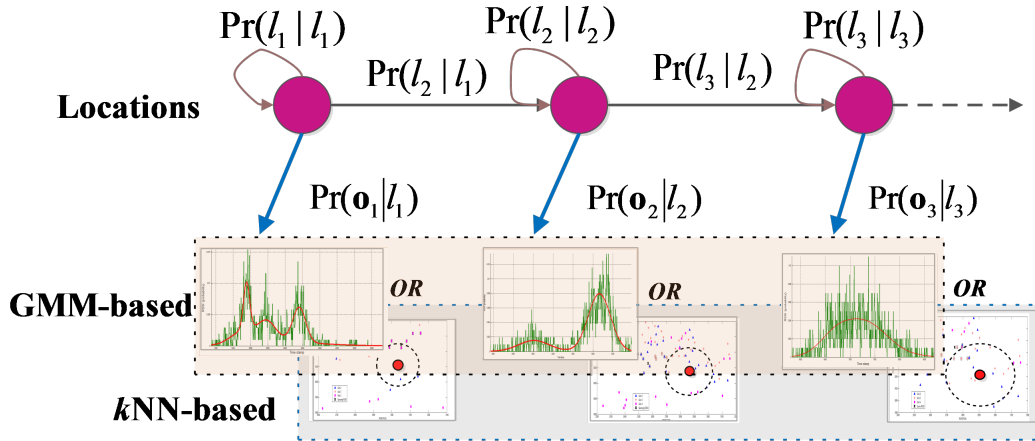 Pr(l₁ | l₁)
Pr(l₂ | l₂)
Pr(l₃ | l₃)
Pr(l₂ | l₁)
Pr(l₃ | l₂)
Locations
Pr(𝐨₁|l₁)
Pr(𝐨₂|l₂)
Pr(𝐨₃|l₃)
GMM-based
OR
OR
OR
kNN-based